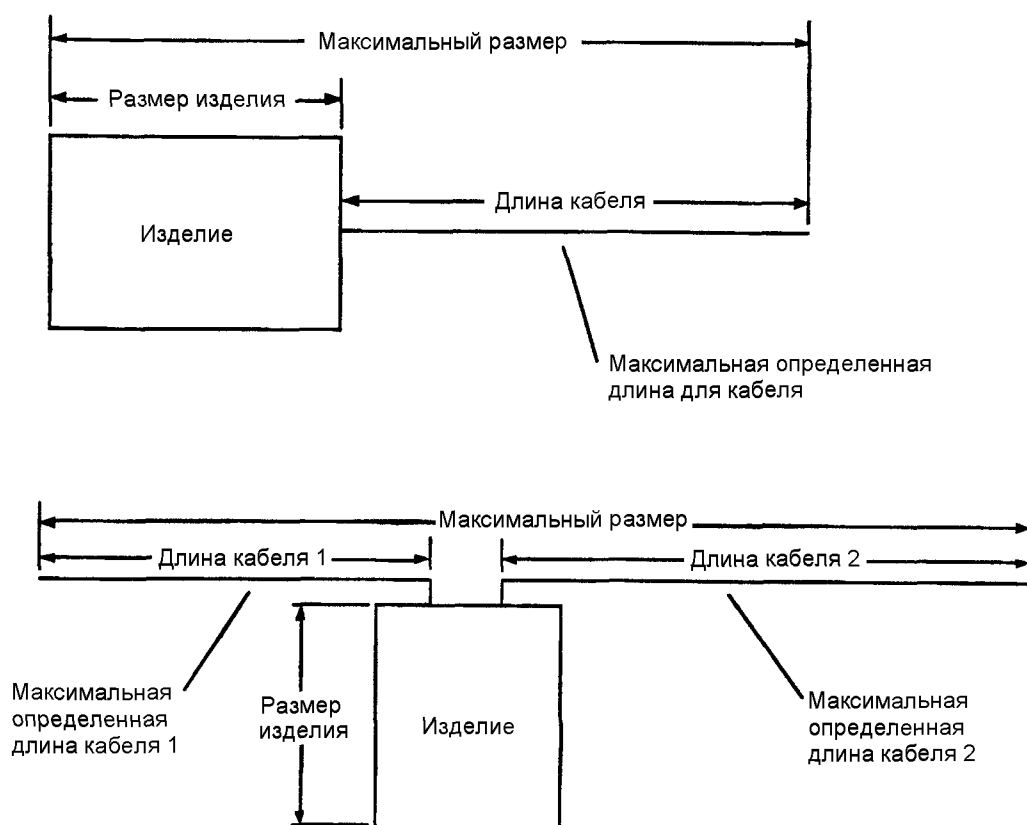 Максимальный размер
Размер изделия
Длина кабеля
Изделие
Максимальная определенная
длина для кабеля
Максимальный размер
Длина кабеля 1
Длина кабеля 2
Максимальная
определенная
длина кабеля 1
Размер
изделия
Изделие
Максимальная
определенная
длина кабеля 2